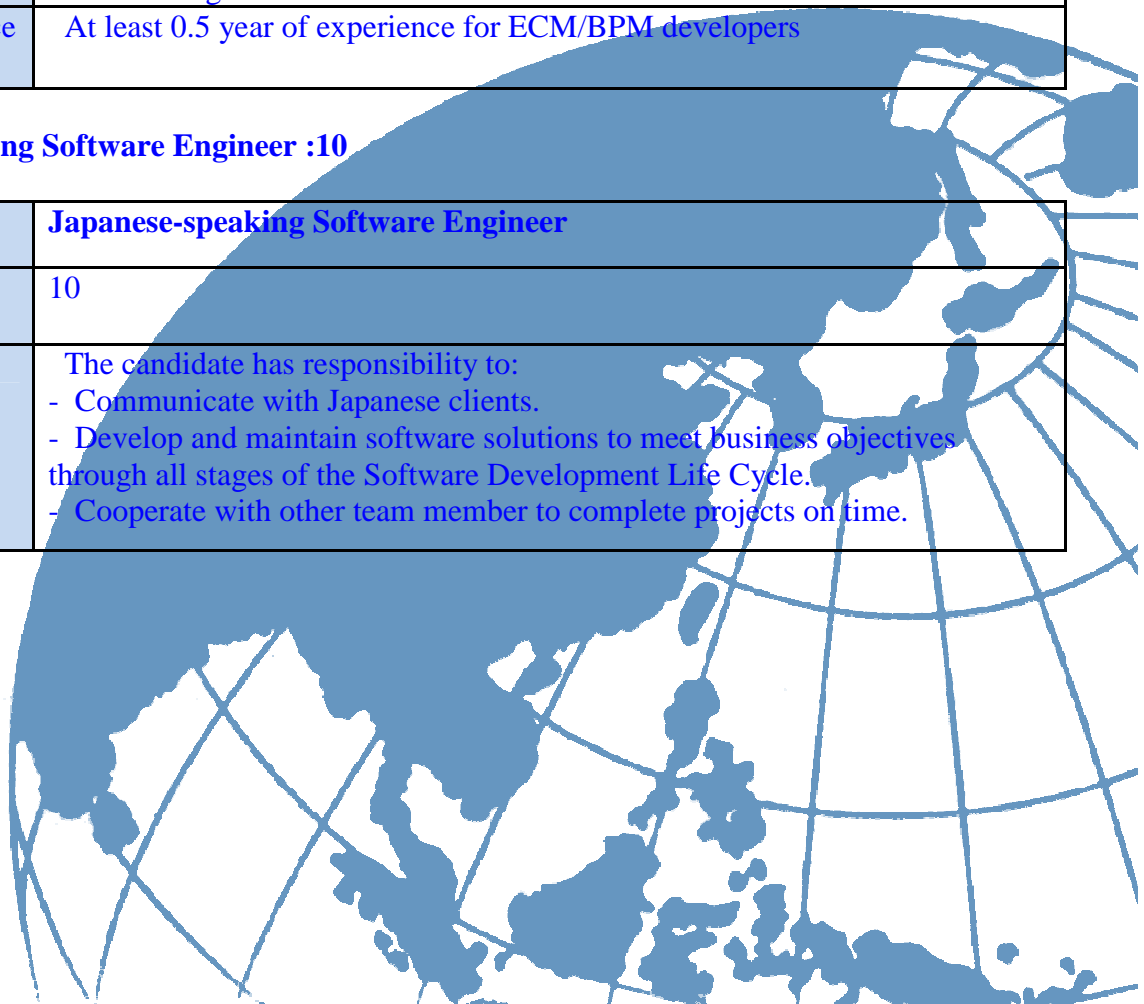 At least 0.5 year of experience for ECM/BPM developers
Software Engineer :10
Japanese-speaking Software Engineer
10
The candidate has responsibility to:
- Communicate with Japanese clients.
- Develop and maintain software solutions to meet business objectives
through all stages of the Software Development Life Cycle.
- Cooperate with other team member to complete projects on time.